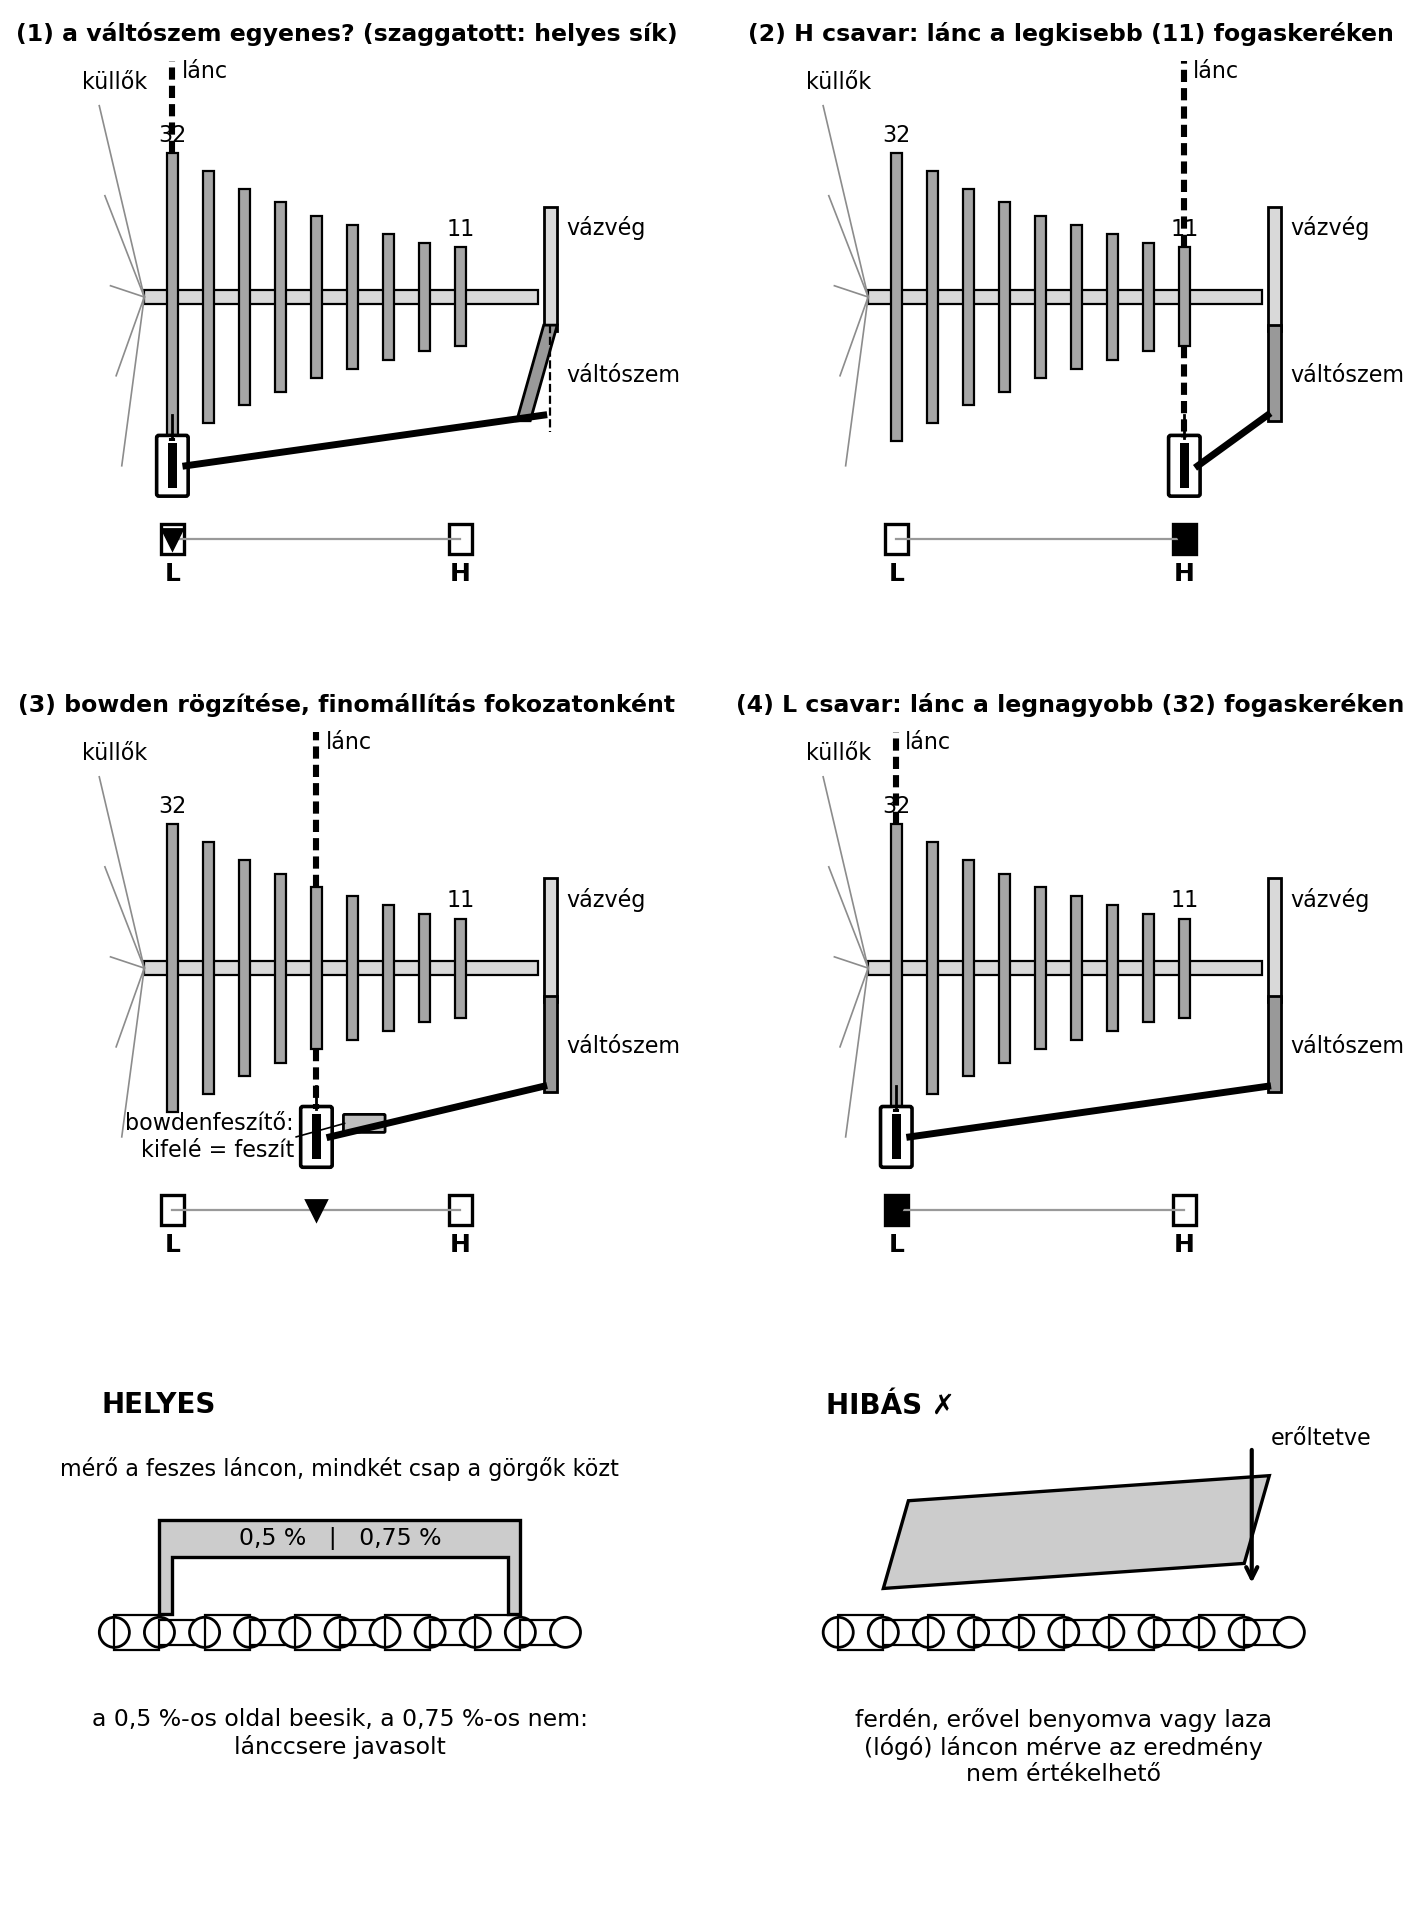 (1) a váltószem egyenes? (szaggatott: helyes sík)
küllők
lánc
32
11
vázvég
váltószem
L
H
(2) H csavar: lánc a legkisebb (11) fogaskeréken
küllők
lánc
32
11
vázvég
váltószem
L
H
(3) bowden rögzítése, finomállítás fokozatonként
küllők
lánc
32
11
vázvég
váltószem
bowdenfeszítő:
kifelé = feszít
L
H
(4) L csavar: lánc a legnagyobb (32) fogaskeréken
küllők
lánc
32
11
vázvég
váltószem
L
H
HELYES
mérő a feszes láncon, mindkét csap a görgők közt
0,5 % | 0,75 %
a 0,5 %-os oldal beesik, a 0,75 %-os nem:
lánccsere javasolt
HIBÁS ✗
erőltetve
ferdén, erővel benyomva vagy laza
(lógó) láncon mérve az eredmény
nem értékelhető